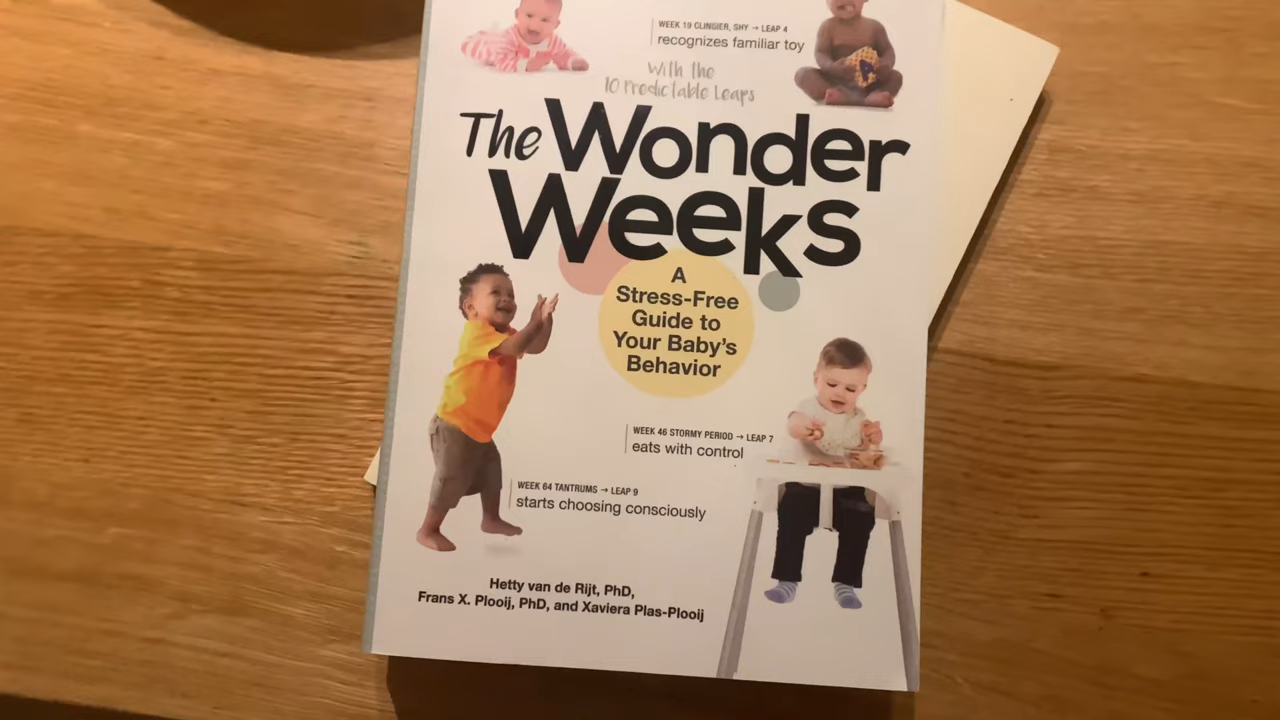 WEEK 19 CLINGIER, SHY → LEAP 4
recognizes familiar toy
With the
10 Predictable Leaps
The Wonder
Weeks
A
Stress-Free
Guide to
Your Baby's
Behavior
WEEK 46 STORMY PERIOD → LEAP 7
eats with control
WEEK 64 TANTRUMS → LEAP 9
starts choosing consciously
Hetty van de Rijt, PhD,
Frans X. Plooij, PhD, and Xaviera Plas-Plooij